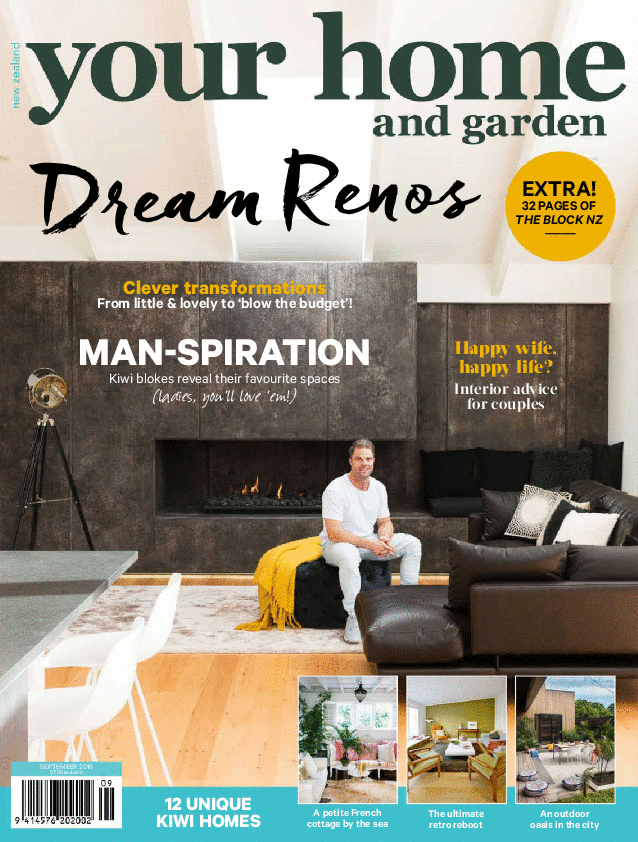 new zealand
your home
and garden
Dream Renos
EXTRA!
32 PAGES OF
THE BLOCK NZ
Clever transformations
From little & lovely to ‘blow the budget’!
MAN-SPIRATION
Kiwi blokes reveal their favourite spaces
(ladies, you'll love 'em!)
Happy wife,
happy life?
Interior advice
for couples
SEPTEMBER 2016
09
9 414576 202002
12 UNIQUE
KIWI HOMES
A petite French
cottage by the sea
The ultimate
retro reboot
An outdoor
oasis in the city